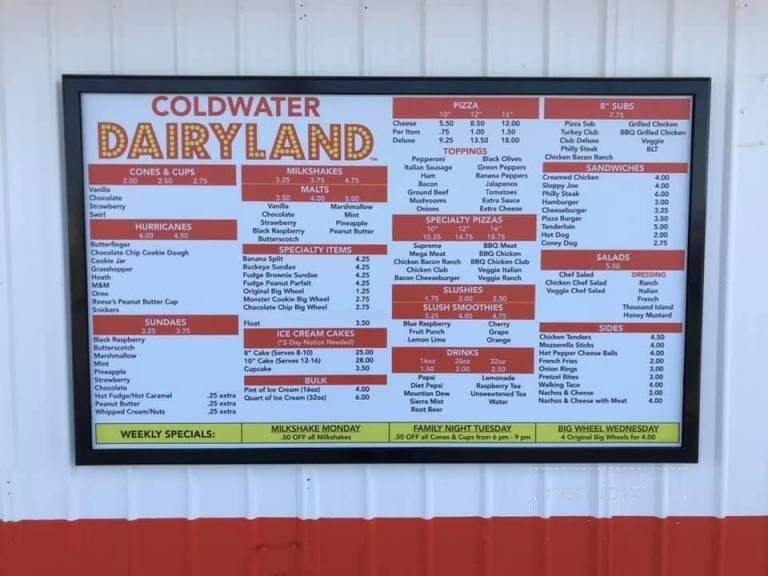 COLDWATER
DAIRYLAND
CONES & CUPS
2.00 2.50 2.75
Vanilla
Chocolate
Strawberry
Swirl
HURRICANES
4.00 4.50
Butterfinger
Chocolate Chip Cookie Dough
Cookie Jar
Grasshopper
Heath
M&M
Oreo
Reese's Peanut Butter Cup
Snickers
SUNDAES
3.25 3.75
Black Raspberry
Butterscotch
Marshmallow
Mint
Pineapple
Strawberry
Chocolate
Hot Fudge/Hot Caramel .25 extra
Peanut Butter .25 extra
Whipped Cream/Nuts .25 extra
MILKSHAKES
3.25 3.75 4.75
MALTS
3.50 4.00 5.00
Vanilla Marshmallow
Chocolate Mint
Strawberry Pineapple
Black Raspberry Peanut Butter
Butterscotch
SPECIALTY ITEMS
Banana Split 4.25
Buckeye Sundae 4.25
Fudge Brownie Sundae 4.25
Fudge Peanut Parfait 4.25
Original Big Wheel 1.25
Monster Cookie Big Wheel 2.75
Chocolate Chip Big Wheel 2.75
Float 3.50
ICE CREAM CAKES
(*2-Day Notice Needed)
8" Cake (Serves 8-10) 25.00
10" Cake (Serves 12-16) 28.00
Cupcake 3.50
BULK
Pint of Ice Cream (16oz) 4.00
Quart of Ice Cream (32oz) 6.00
PIZZA
10" 12" 16"
Cheese 5.50 8.50 12.00
Per Item .75 1.00 1.50
Deluxe 9.25 13.50 18.00
TOPPINGS
Pepperoni Black Olives
Italian Sausage Green Peppers
Ham Banana Peppers
Bacon Jalapenos
Ground Beef Tomatoes
Mushrooms Extra Sauce
Onions Extra Cheese
SPECIALTY PIZZAS
10" 12" 16"
10.25 14.75 18.75
Supreme BBQ Meat
Mega Meat BBQ Chicken
Chicken Bacon Ranch BBQ Chicken Club
Chicken Club Veggie Italian
Bacon Cheeseburger Veggie Ranch
SLUSHIES
1.75 2.00 2.50
SLUSH SMOOTHIES
3.25 4.00 4.75
Blue Raspberry Cherry
Fruit Punch Grape
Lemon Lime Orange
DRINKS
16oz 20oz 32oz
1.50 2.00 2.50
Pepsi Lemonade
Diet Pepsi Raspberry Tea
Mountian Dew Unsweetened Tea
Sierra Mist Water
Root Beer
8" SUBS
7.75
Pizza Sub Grilled Chicken
Turkey Club BBQ Grilled Chicken
Club Deluxe Veggie
Philly Steak BLT
Chicken Bacon Ranch
SANDWICHES
Creamed Chicken 4.00
Sloppy Joe 4.00
Philly Steak 6.00
Hamburger 3.00
Cheeseburger 3.25
Pizza Burger 3.50
Tenderloin 5.00
Hot Dog 2.00
Coney Dog 2.75
SALADS
5.50
Chef Salad DRESSING
Chicken Chef Salad Ranch
Veggie Chef Salad Italian
French
Thousand Island
Honey Mustard
SIDES
Chicken Tenders 4.50
Mozzarella Sticks 4.00
Hot Pepper Cheese Balls 4.00
French Fries 2.00
Onion Rings 3.00
Pretzel Bites 3.00
Walking Taco 4.00
Nachos & Cheese 3.00
Nachos & Cheese with Meat 4.00
WEEKLY SPECIALS:
MILKSHAKE MONDAY
.50 OFF all Milkshakes
FAMILY NIGHT TUESDAY
.50 OFF all Cones & Cups from 6 pm - 9 pm
BIG WHEEL WEDNESDAY
4 Original Big Wheels for 4.00